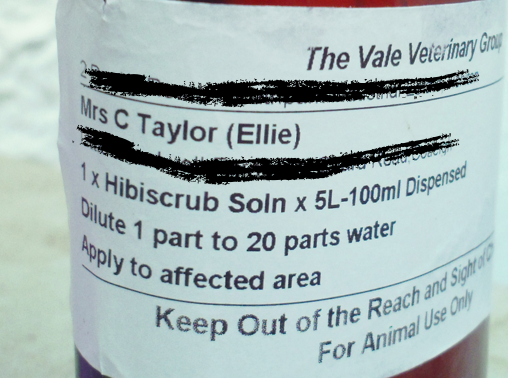 The Vale Veterinary Group
Mrs C Taylor (Ellie)
1 x Hibiscrub Soln x 5L-100ml Dispensed
Dilute 1 part to 20 parts water
Apply to affected area
Keep Out of the Reach and Sight of
For Animal Use Only